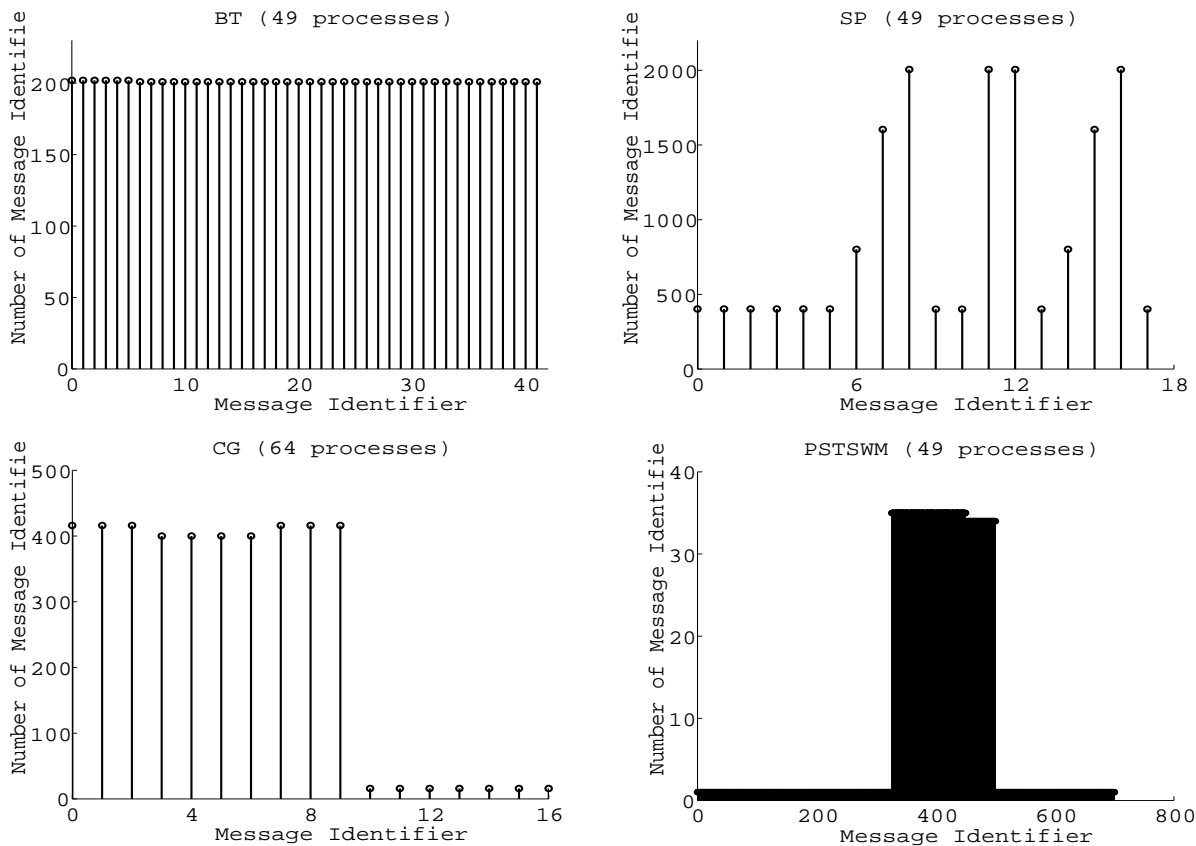 BT (49 processes)
Number of Message Identifie
200
150
100
50
0
0 10 20 30 40
Message Identifier
SP (49 processes)
Number of Message Identifie
2000
1500
1000
500
0
0 6 12 18
Message Identifier
CG (64 processes)
Number of Message Identifie
500
400
300
200
100
0
0 4 8 12 16
Message Identifier
PSTSWM (49 processes)
Number of Message Identifie
40
30
20
10
0
0 200 400 600 800
Message Identifier